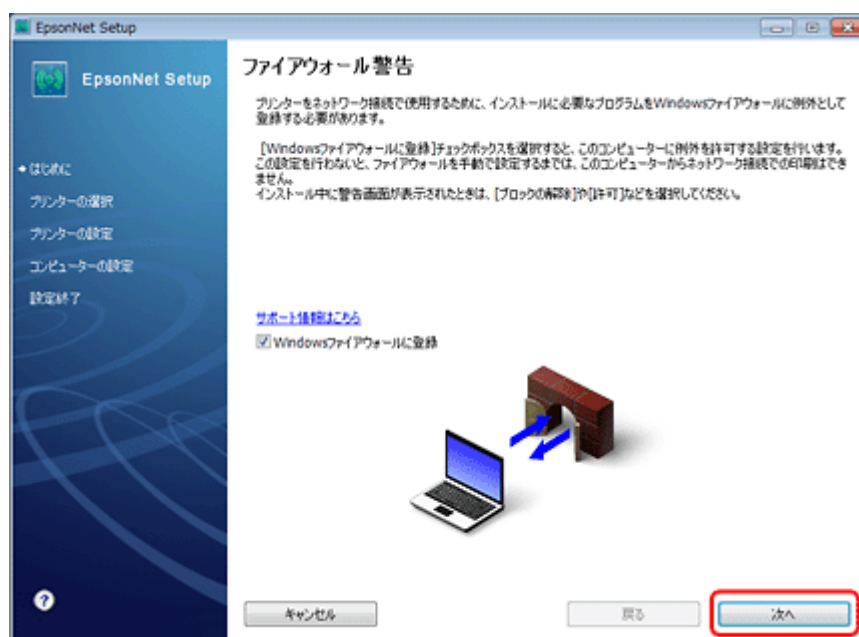 EpsonNet Setup
EpsonNet Setup
はじめに
プリンターの選択
プリンターの設定
コンピューターの設定
設定終了
ファイアウォール警告
プリンターをネットワーク接続で使用するために、インストールに必要なプログラムをWindowsファイアウォールに例外として
登録する必要があります。
[Windowsファイアウォールに登録]チェックボックスを選択すると、このコンピューターに例外を許可する設定を行います。
この設定を行わないと、ファイアウォールを手動で設定するまでは、このコンピューターからネットワーク接続での印刷はでき
ません。
インストール中に警告画面が表示されたときは、[ブロックの解除]や[許可]などを選択してください。
サポート情報はこちら
Windowsファイアウォールに登録
?
キャンセル
戻る
次へ